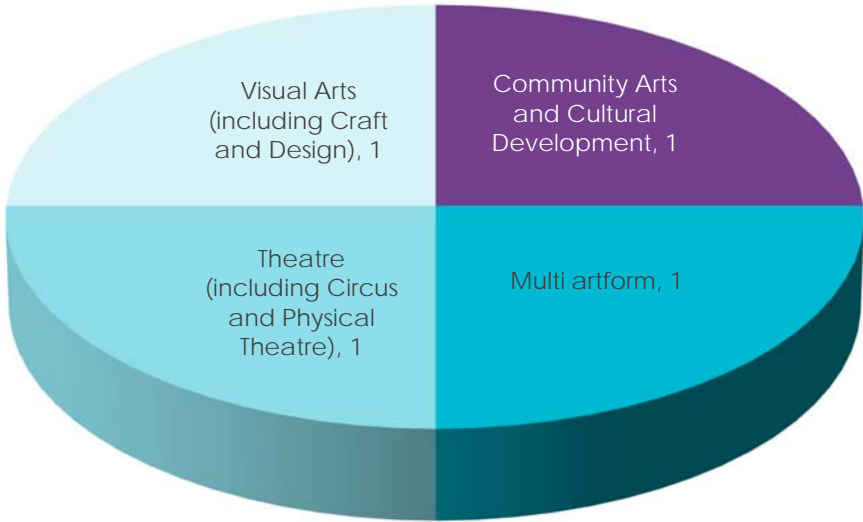 Visual Arts
(including Craft
and Design), 1
Community Arts
and Cultural
Development, 1
Theatre
(including Circus
and Physical
Theatre), 1
Multi artform, 1